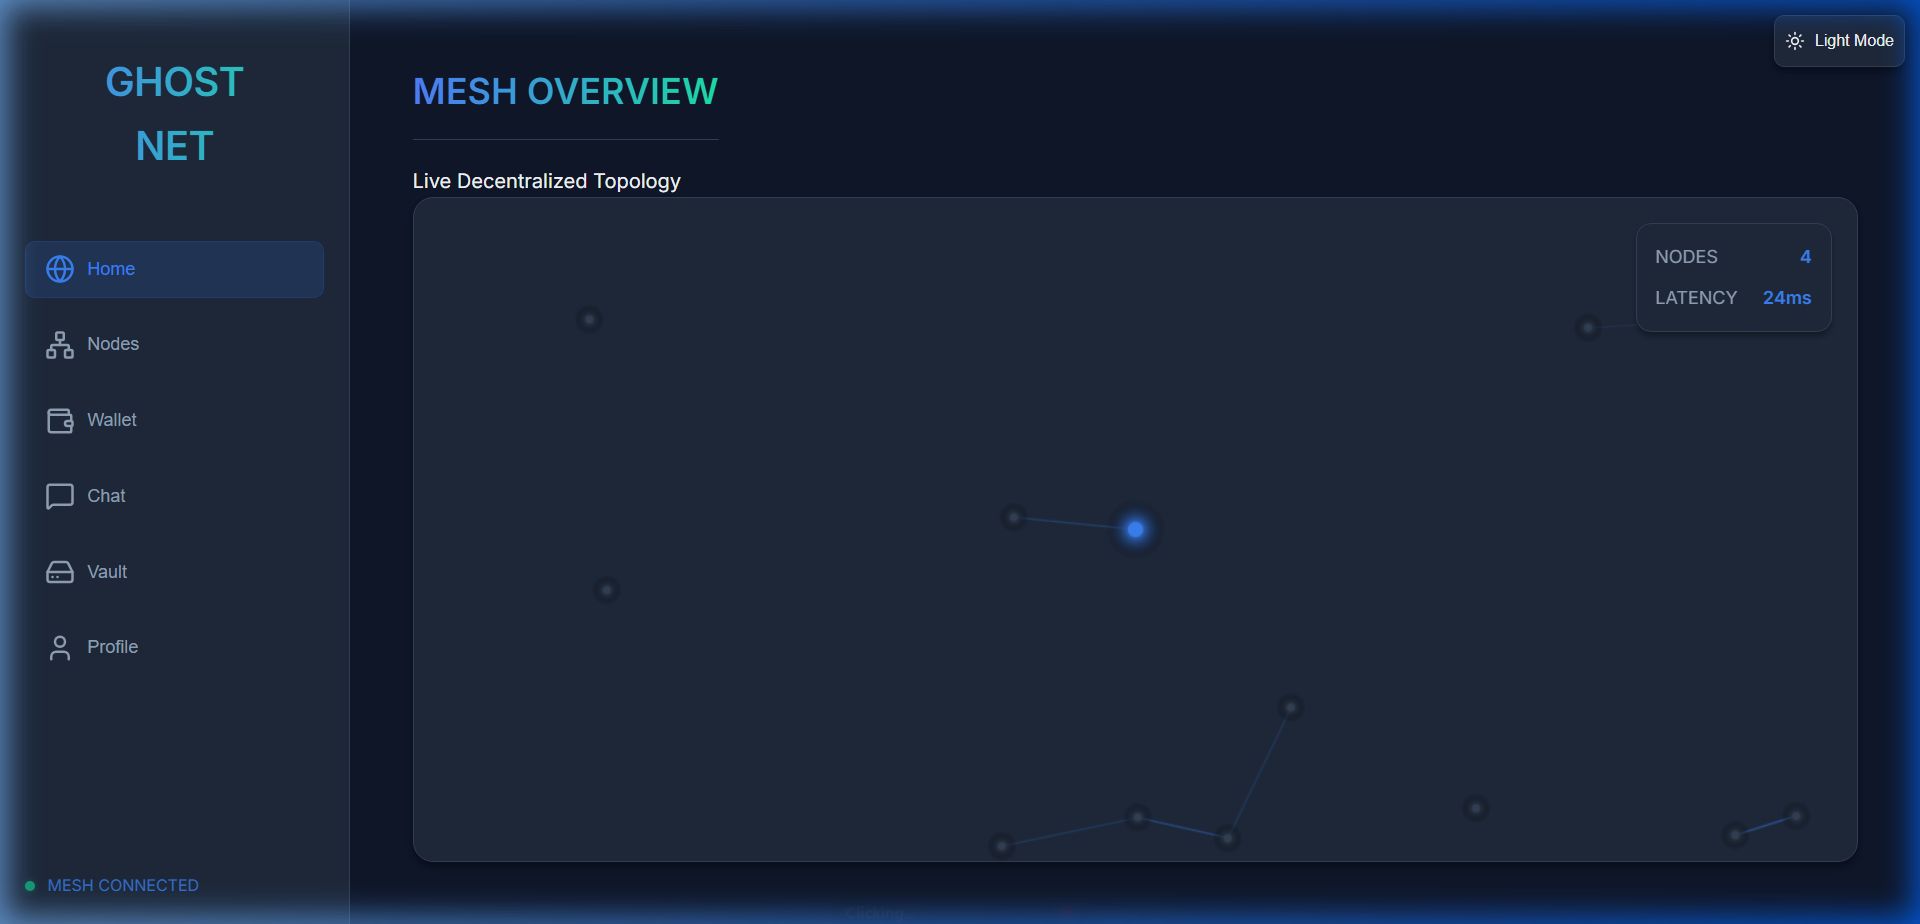 GHOST
NET
Home
Nodes
Wallet
Chat
Vault
Profile
MESH CONNECTED
Light Mode
MESH OVERVIEW
Live Decentralized Topology
NODES 4
LATENCY 24ms
Clicking...